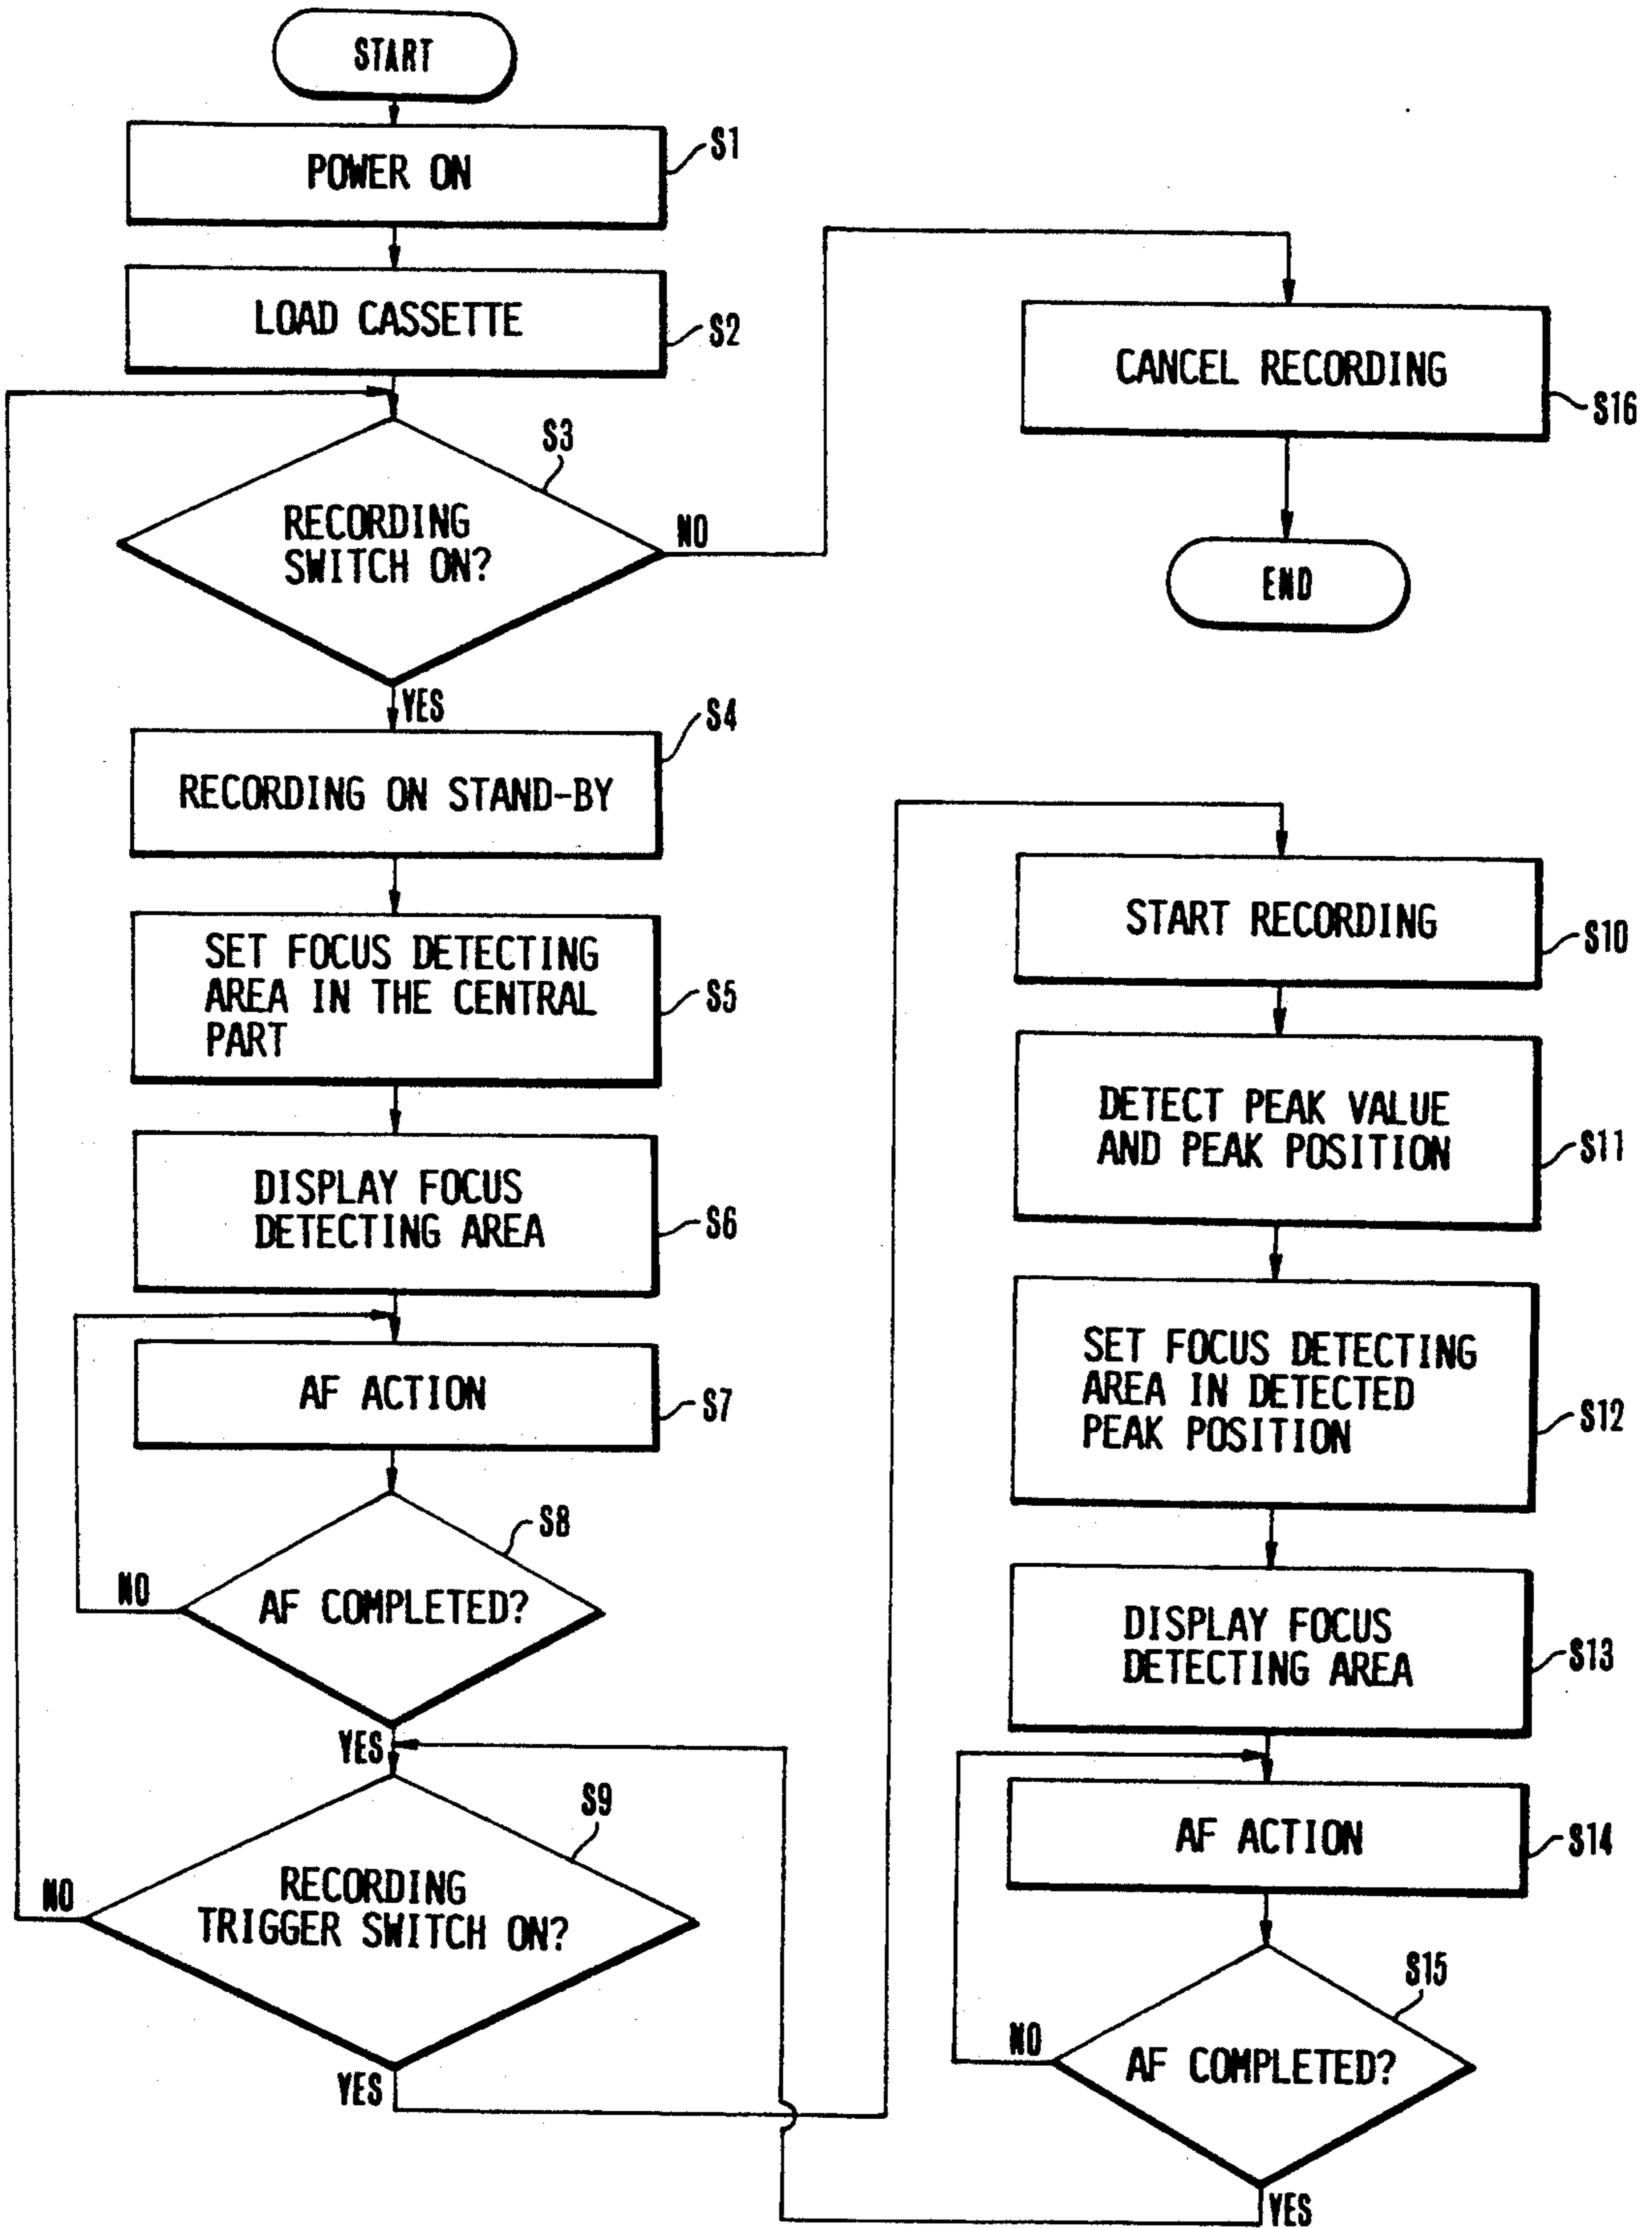 START
POWER ON
S1
LOAD CASSETTE
S2
S3
RECORDING
SWITCH ON?
NO
YES
S4
RECORDING ON STAND-BY
SET FOCUS DETECTING
AREA IN THE CENTRAL
PART
S5
DISPLAY FOCUS
DETECTING AREA
S6
AF ACTION
S7
S8
AF COMPLETED?
NO
YES
S9
RECORDING
TRIGGER SWITCH ON?
NO
YES
CANCEL RECORDING
S16
END
START RECORDING
S10
DETECT PEAK VALUE
AND PEAK POSITION
S11
SET FOCUS DETECTING
AREA IN DETECTED
PEAK POSITION
S12
DISPLAY FOCUS
DETECTING AREA
S13
AF ACTION
S14
S15
AF COMPLETED?
NO
YES